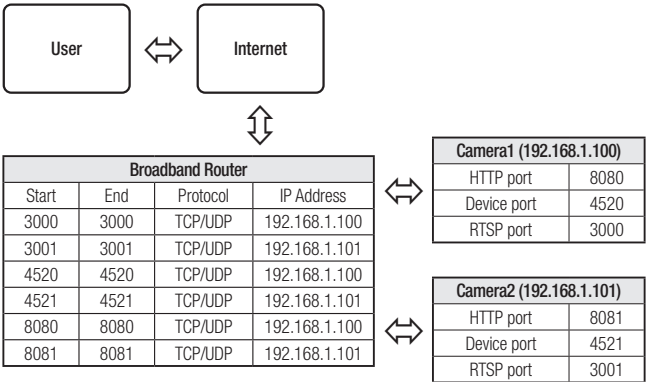 User
Internet
Broadband Router
Start End Protocol IP Address
3000 3000 TCP/UDP 192.168.1.100
3001 3001 TCP/UDP 192.168.1.101
4520 4520 TCP/UDP 192.168.1.100
4521 4521 TCP/UDP 192.168.1.101
8080 8080 TCP/UDP 192.168.1.100
8081 8081 TCP/UDP 192.168.1.101
Camera1 (192.168.1.100)
HTTP port 8080
Device port 4520
RTSP port 3000
Camera2 (192.168.1.101)
HTTP port 8081
Device port 4521
RTSP port 3001